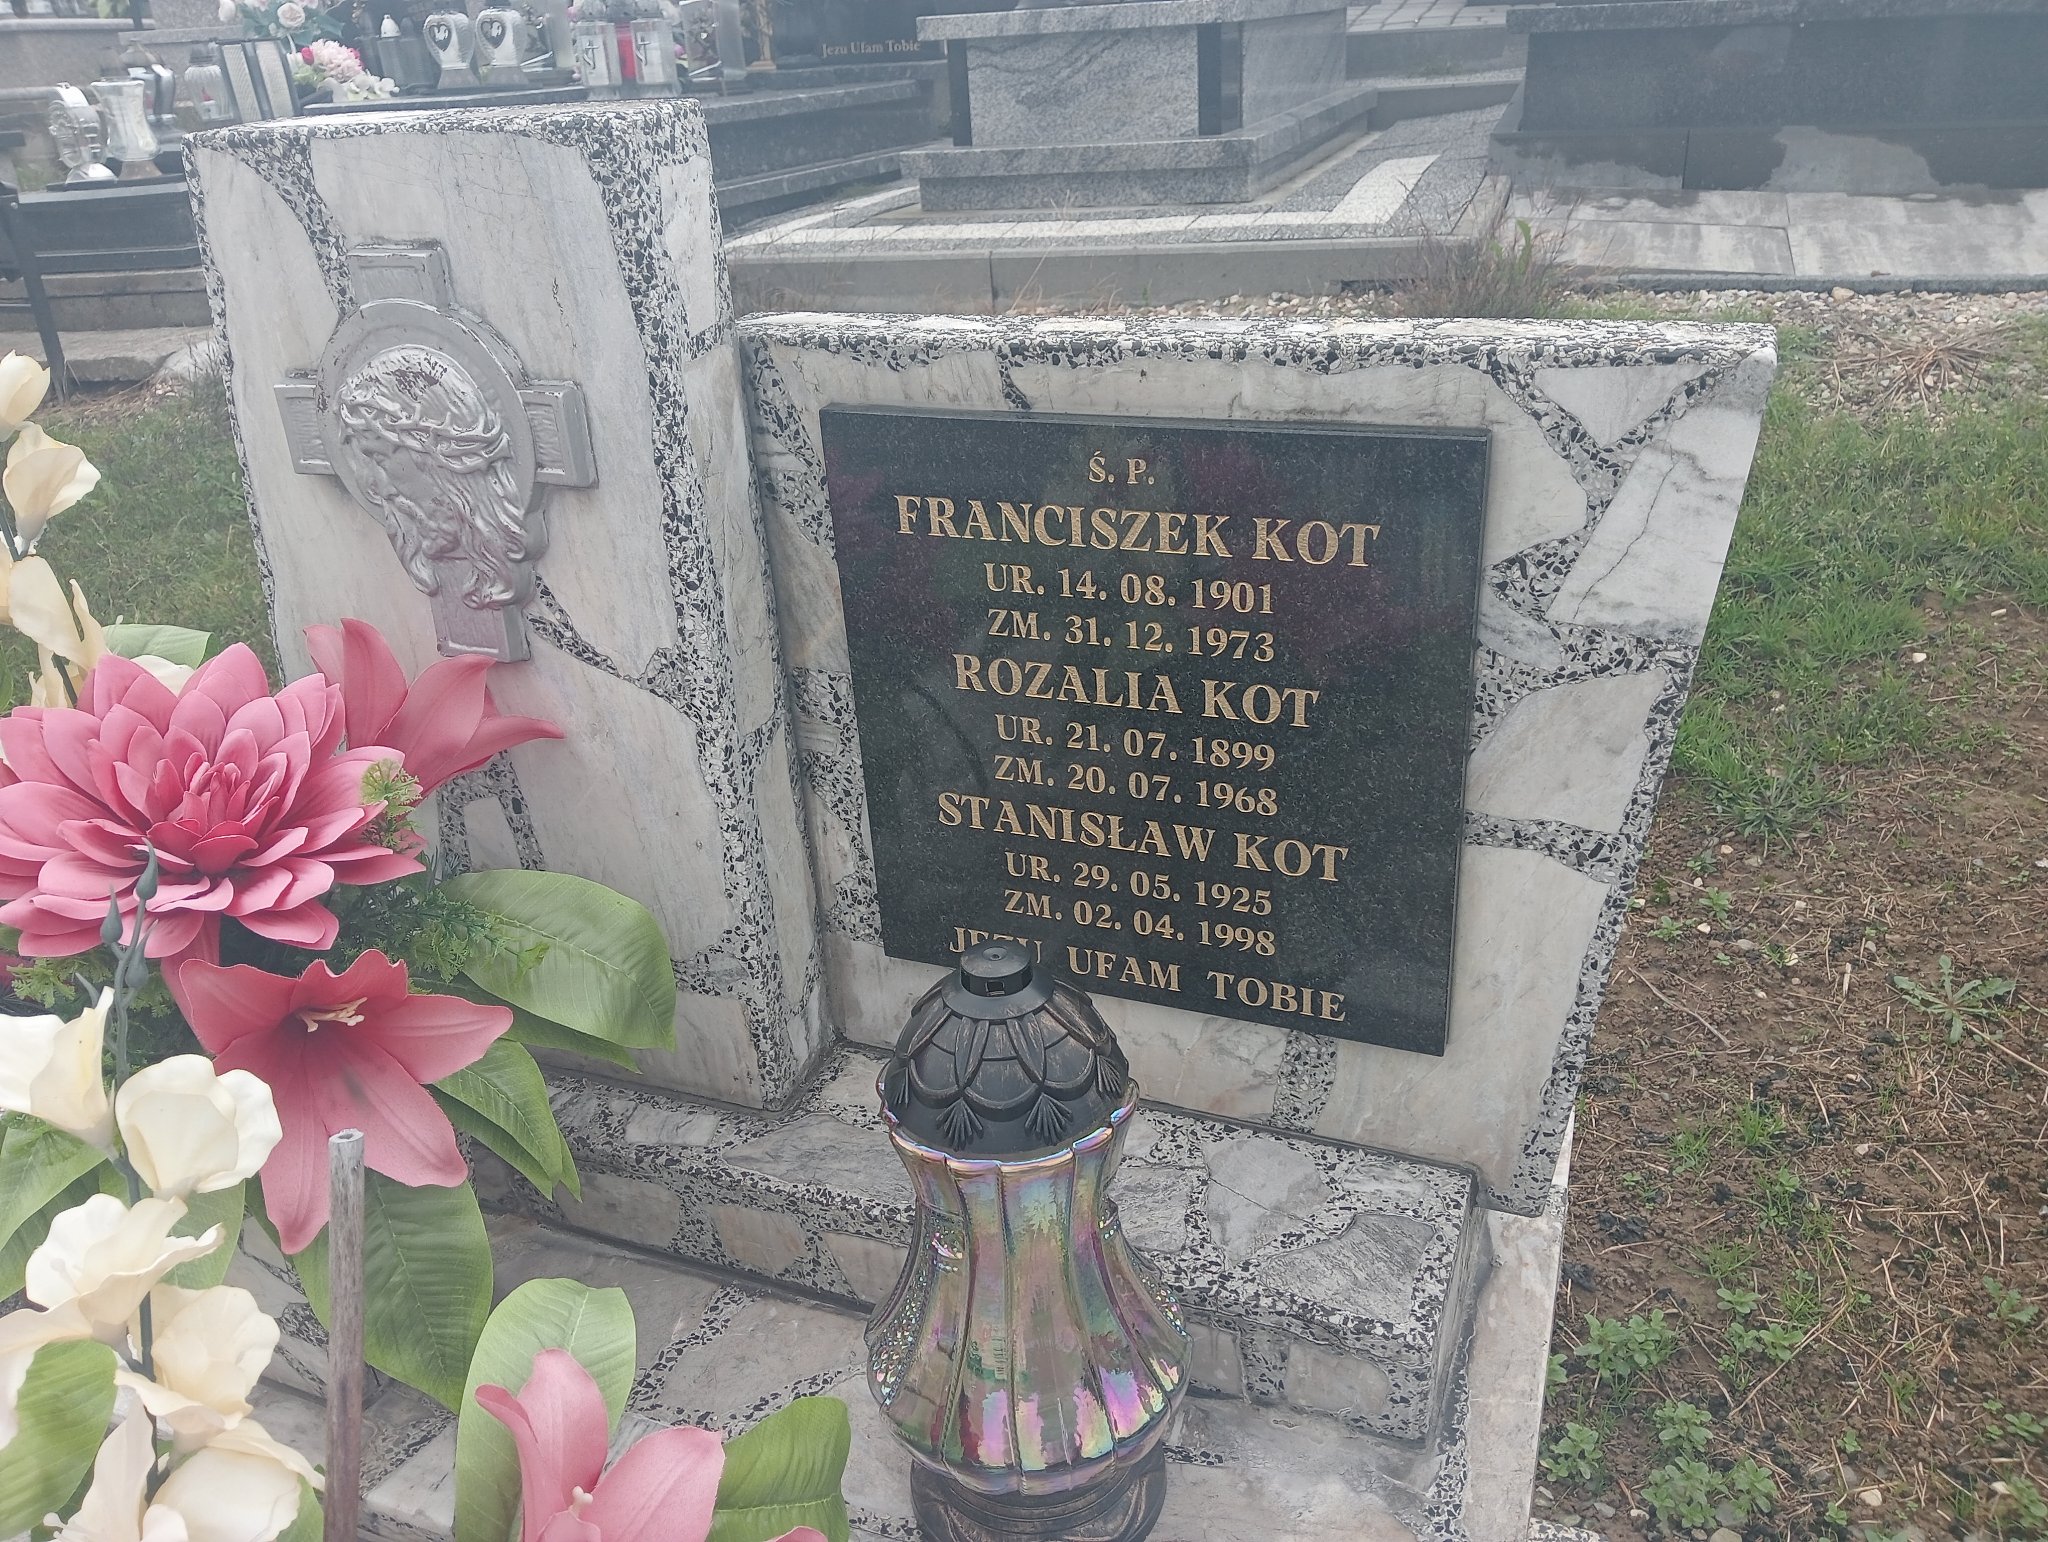 Jezu Ufam Tobie
Ś. P.
FRANCISZEK KOT
UR. 14. 08. 1901
ZM. 31. 12. 1973
ROZALIA KOT
UR. 21. 07. 1899
ZM. 20. 07. 1968
STANISŁAW KOT
UR. 29. 05. 1925
ZM. 02. 04. 1998
JEZU UFAM TOBIE